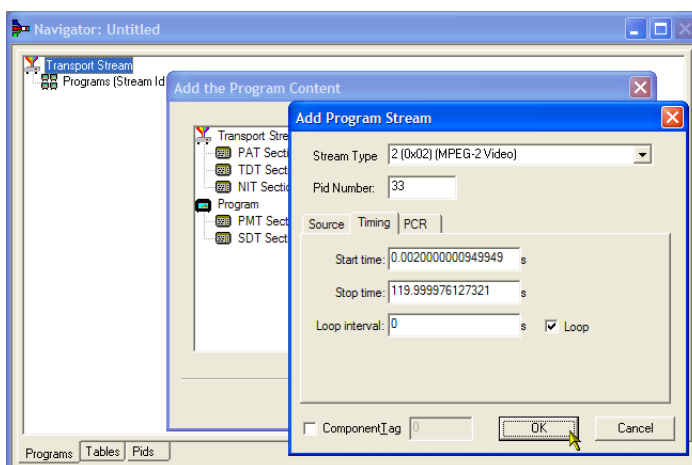 Navigator: Untitled
Transport Stream
Programs (Stream Id
Add the Program Content
Transport Stre
PAT Secti
TDT Sect
NIT Sectio
Program
PMT Sect
SDT Sect
Add Program Stream
Stream Type 2 (0x02) (MPEG-2 Video)
Pid Number: 33
Source Timing PCR
Start time: 0.0020000000949949 s
Stop time: 119.999976127321 s
Loop interval: 0 s Loop
ComponentTag 0 OK Cancel
Programs Tables Pids